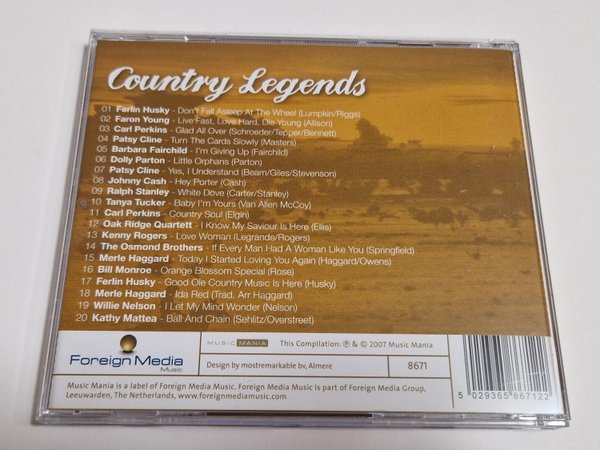 Country Legends
01 Ferlin Husky - Don't Fall Asleep At The Wheel (Lumpkin/Riggs)
02 Faron Young - Live Fast, Love Hard, Die Young (Allison)
03 Carl Perkins - Glad All Over (Schroeder/Tepper/Bennett)
04 Patsy Cline - Turn The Cards Slowly (Masters)
05 Barbara Fairchild - I'm Giving Up (Fairchild)
06 Dolly Parton - Little Orphans (Parton)
07 Patsy Cline - Yes, I Understand (Beam/Giles/Stevenson)
08 Johnny Cash - Hey Porter (Cash)
09 Ralph Stanley - White Dove (Carter/Stanley)
10 Tanya Tucker - Baby I'm Yours (Van Allen McCoy)
11 Carl Perkins - Country Soul (Elgin)
12 Oak Ridge Quartett - I Know My Saviour Is Here (Ellis)
13 Kenny Rogers - Love Woman (Legrande/Rogers)
14 The Osmond Brothers - If Every Man Had A Woman Like You (Springfield)
15 Merle Haggard - Today I Started Loving You Again (Haggard/Owens)
16 Bill Monroe - Orange Blossom Special (Rose)
17 Ferlin Husky - Good Ole Country Music Is Here (Husky)
18 Merle Haggard - Ida Red (Trad. Arr Haggard)
19 Willie Nelson - I Let My Mind Wonder (Nelson)
20 Kathy Mattea - Ball And Chain (Sehlitz/Overstreet)
Foreign Media
Music
MUSIC MANIA
This Compilation: ℗ & © 2007 Music Mania
Design by mostremarkable bv, Almere
8671
Music Mania is a label of Foreign Media Music. Foreign Media Music is part of Foreign Media Group,
Leeuwarden, The Netherlands, www.foreignmediamusic.com
5 029365 867122